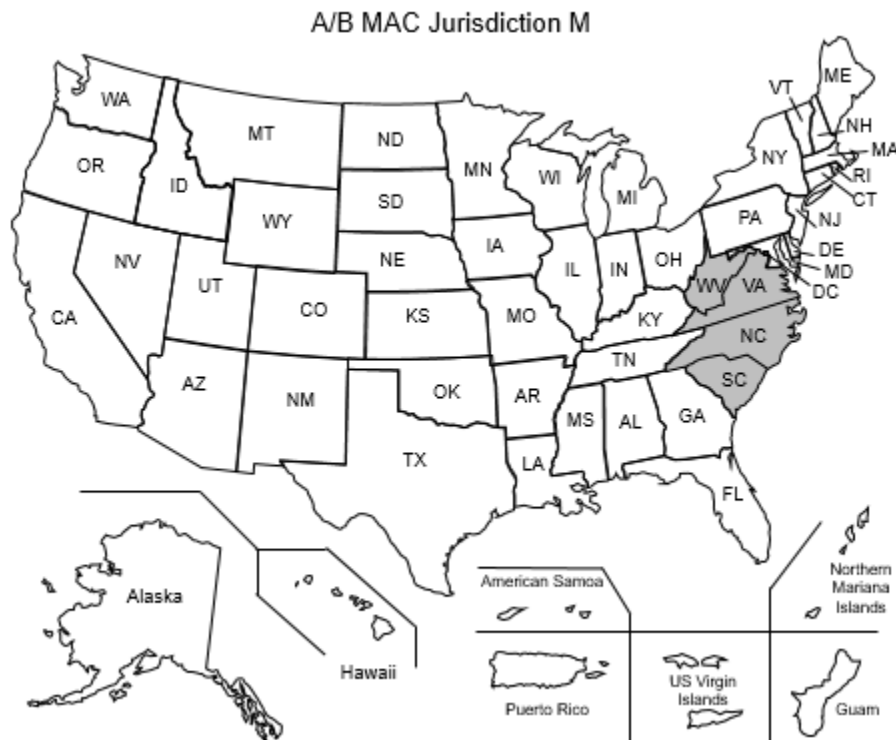 A/B MAC Jurisdiction M
WA
MT
ND
MN
VT
ME
NH
MA
OR
ID
SD
WI
MI
NY
RI
CT
WY
PA
NJ
NV
UT
NE
IA
IL
IN
OH
DE
MD
DC
WV
VA
CA
CO
KS
MO
KY
NC
AZ
NM
OK
AR
TN
SC
TX
LA
MS
AL
GA
FL
Alaska
Hawaii
American Samoa
Northern
Mariana
Islands
Puerto Rico
US Virgin
Islands
Guam